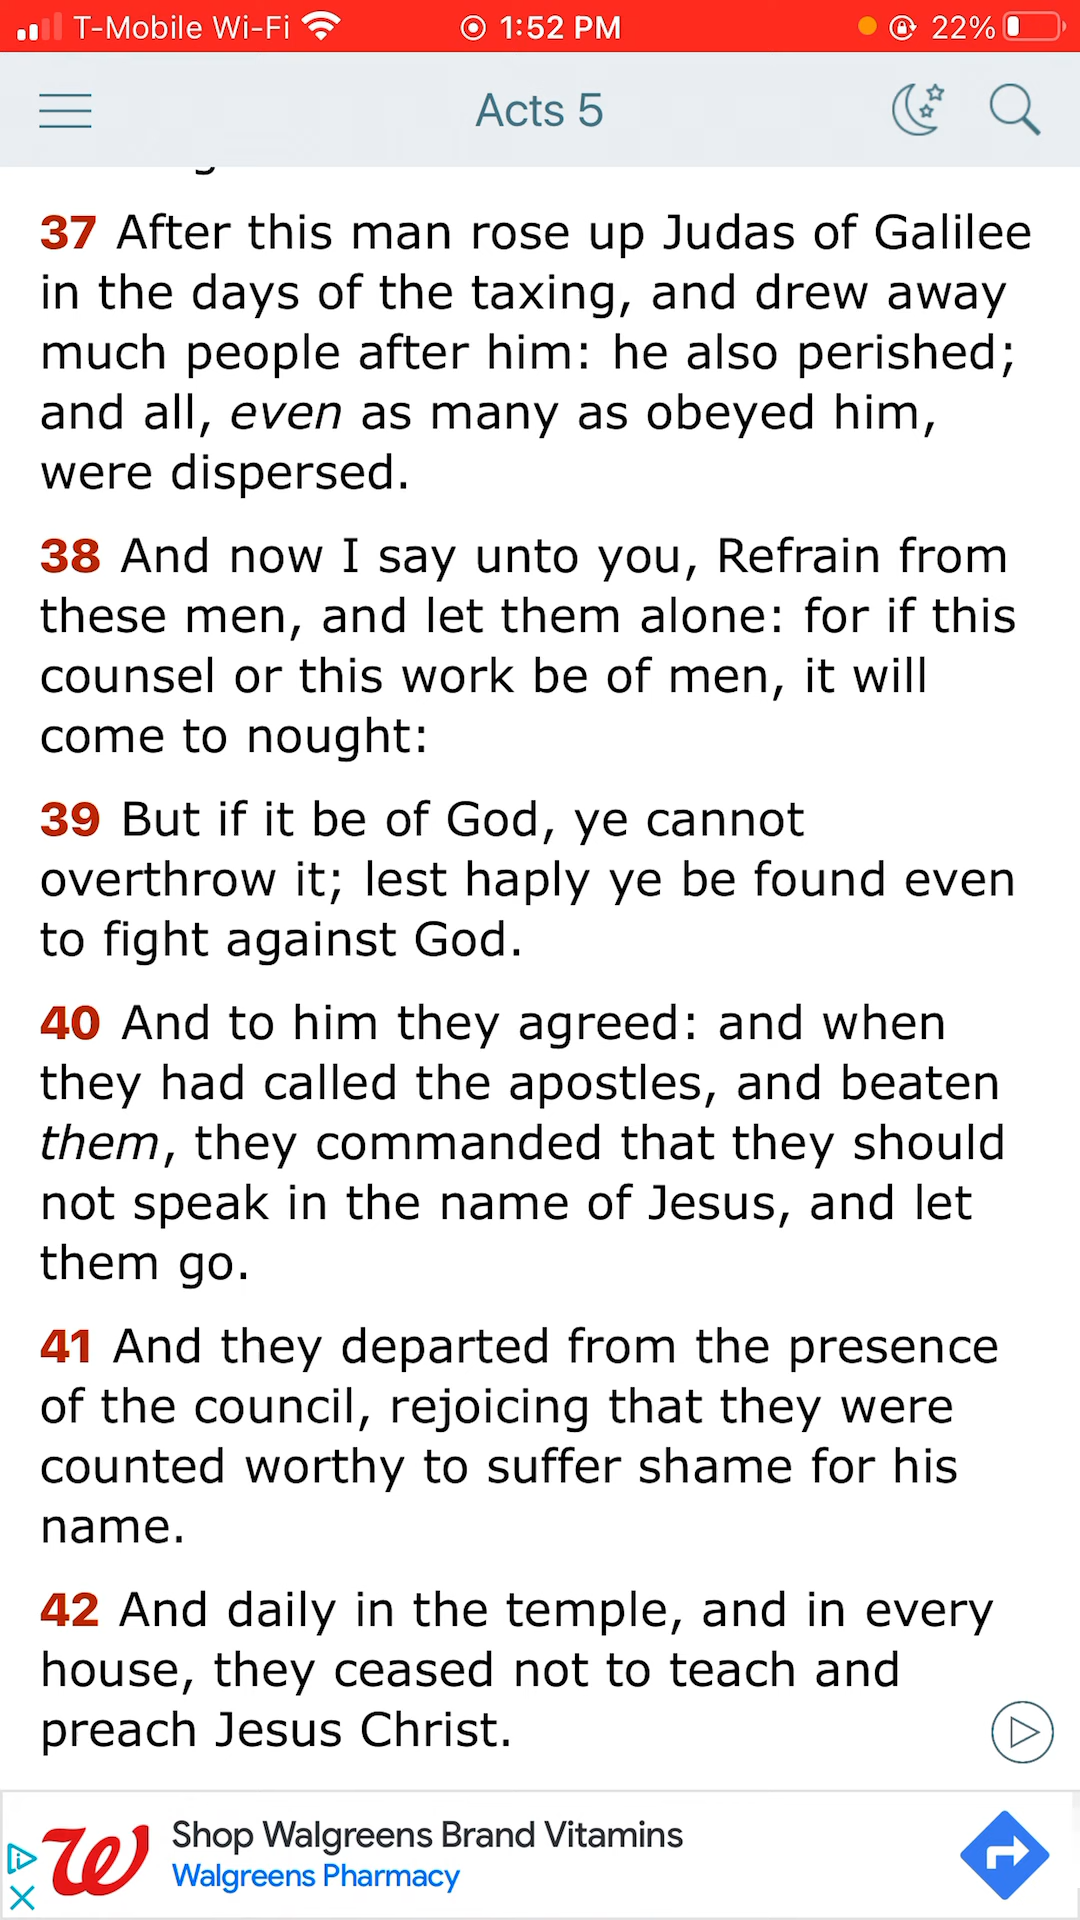 T-Mobile Wi-Fi 1:52 PM 22%
Acts 5
37 After this man rose up Judas of Galilee
in the days of the taxing, and drew away
much people after him: he also perished;
and all, even as many as obeyed him,
were dispersed.
38 And now I say unto you, Refrain from
these men, and let them alone: for if this
counsel or this work be of men, it will
come to nought:
39 But if it be of God, ye cannot
overthrow it; lest haply ye be found even
to fight against God.
40 And to him they agreed: and when
they had called the apostles, and beaten
them, they commanded that they should
not speak in the name of Jesus, and let
them go.
41 And they departed from the presence
of the council, rejoicing that they were
counted worthy to suffer shame for his
name.
42 And daily in the temple, and in every
house, they ceased not to teach and
preach Jesus Christ.
W
Shop Walgreens Brand Vitamins
Walgreens Pharmacy